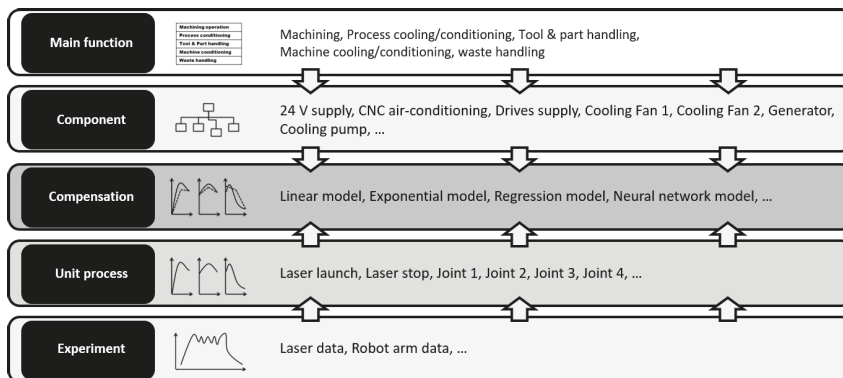 Main function
Machining operation
Process conditioning
Tool & Part handling
Machine conditioning
Waste handling
Machining, Process cooling/conditioning, Tool & part handling,
Machine cooling/conditioning, waste handling
Component
24 V supply, CNC air-conditioning, Drives supply, Cooling Fan 1, Cooling Fan 2, Generator,
Cooling pump, ...
Compensation
Linear model, Exponential model, Regression model, Neural network model, ...
Unit process
Laser launch, Laser stop, Joint 1, Joint 2, Joint 3, Joint 4, ...
Experiment
Laser data, Robot arm data, ...